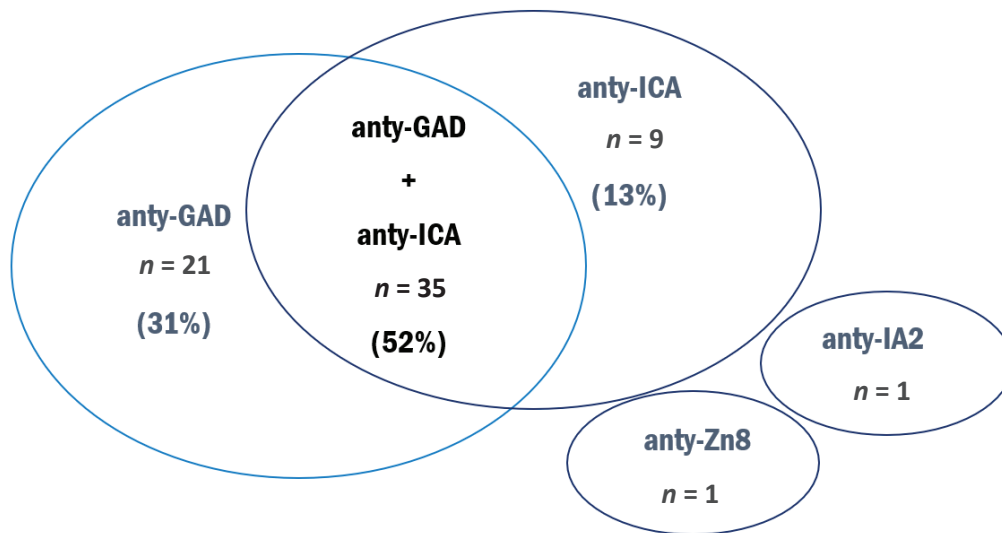 anty-GAD
n = 21
(31%)
anty-GAD
+
anty-ICA
n = 35
(52%)
anty-ICA
n = 9
(13%)
anty-IA2
n = 1
anty-Zn8
n = 1